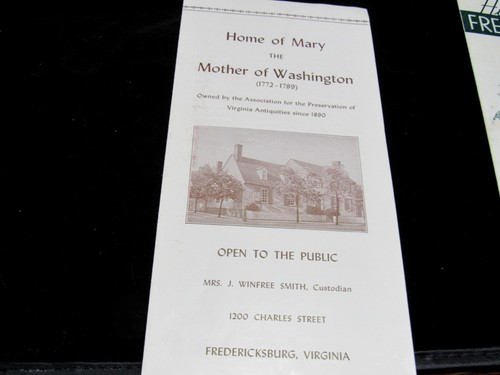 Home of Mary
THE
Mother of Washington
(1772-1789)
Owned by the Association for the Preservation of
Virginia Antiquities since 1890
OPEN TO THE PUBLIC
MRS. J. WINFREE SMITH, Custodian
1200 CHARLES STREET
FREDERICKSBURG, VIRGINIA
FRE